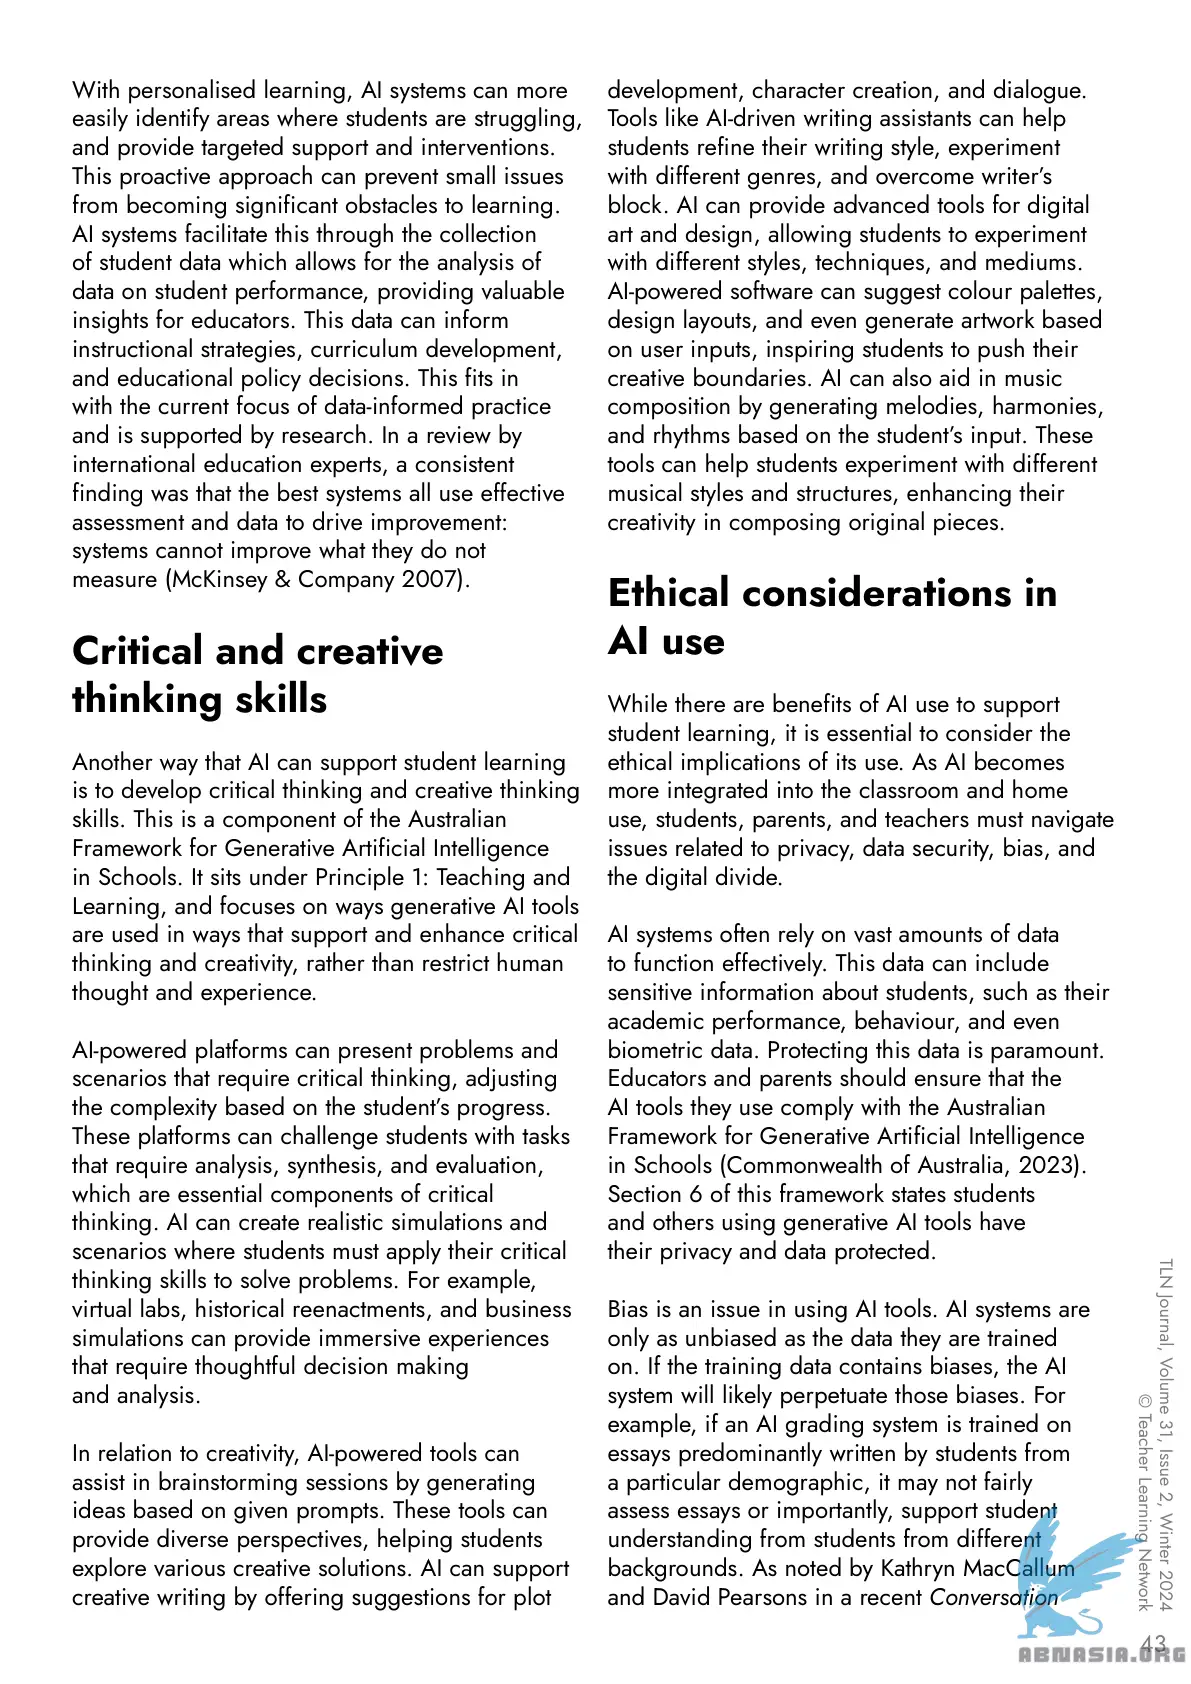 With personalised learning, AI systems can more
easily identify areas where students are struggling,
and provide targeted support and interventions.
This proactive approach can prevent small issues
from becoming significant obstacles to learning.
AI systems facilitate this through the collection
of student data which allows for the analysis of
data on student performance, providing valuable
insights for educators. This data can inform
instructional strategies, curriculum development,
and educational policy decisions. This fits in
with the current focus of data-informed practice
and is supported by research. In a review by
international education experts, a consistent
finding was that the best systems all use effective
assessment and data to drive improvement:
systems cannot improve what they do not
measure (McKinsey & Company 2007).
Critical and creative
thinking skills
Another way that AI can support student learning
is to develop critical thinking and creative thinking
skills. This is a component of the Australian
Framework for Generative Artificial Intelligence
in Schools. It sits under Principle 1: Teaching and
Learning, and focuses on ways generative AI tools
are used in ways that support and enhance critical
thinking and creativity, rather than restrict human
thought and experience.
AI-powered platforms can present problems and
scenarios that require critical thinking, adjusting
the complexity based on the student’s progress.
These platforms can challenge students with tasks
that require analysis, synthesis, and evaluation,
which are essential components of critical
thinking. AI can create realistic simulations and
scenarios where students must apply their critical
thinking skills to solve problems. For example,
virtual labs, historical reenactments, and business
simulations can provide immersive experiences
that require thoughtful decision making
and analysis.
In relation to creativity, AI-powered tools can
assist in brainstorming sessions by generating
ideas based on given prompts. These tools can
provide diverse perspectives, helping students
explore various creative solutions. AI can support
creative writing by offering suggestions for plot
development, character creation, and dialogue.
Tools like AI-driven writing assistants can help
students refine their writing style, experiment
with different genres, and overcome writer’s
block. AI can provide advanced tools for digital
art and design, allowing students to experiment
with different styles, techniques, and mediums.
AI-powered software can suggest colour palettes,
design layouts, and even generate artwork based
on user inputs, inspiring students to push their
creative boundaries. AI can also aid in music
composition by generating melodies, harmonies,
and rhythms based on the student’s input. These
tools can help students experiment with different
musical styles and structures, enhancing their
creativity in composing original pieces.
Ethical considerations in
AI use
While there are benefits of AI use to support
student learning, it is essential to consider the
ethical implications of its use. As AI becomes
more integrated into the classroom and home
use, students, parents, and teachers must navigate
issues related to privacy, data security, bias, and
the digital divide.
AI systems often rely on vast amounts of data
to function effectively. This data can include
sensitive information about students, such as their
academic performance, behaviour, and even
biometric data. Protecting this data is paramount.
Educators and parents should ensure that the
AI tools they use comply with the Australian
Framework for Generative Artificial Intelligence
in Schools (Commonwealth of Australia, 2023).
Section 6 of this framework states students
and others using generative AI tools have
their privacy and data protected.
Bias is an issue in using AI tools. AI systems are
only as unbiased as the data they are trained
on. If the training data contains biases, the AI
system will likely perpetuate those biases. For
example, if an AI grading system is trained on
essays predominantly written by students from
a particular demographic, it may not fairly
assess essays or importantly, support student
understanding from students from different
backgrounds. As noted by Kathryn MacCallum
and David Pearsons in a recent Conversation
TLN Journal, Volume 31, Issue 2, Winter 2024
© Teacher Learning Network
43
ABNASIA.ORG